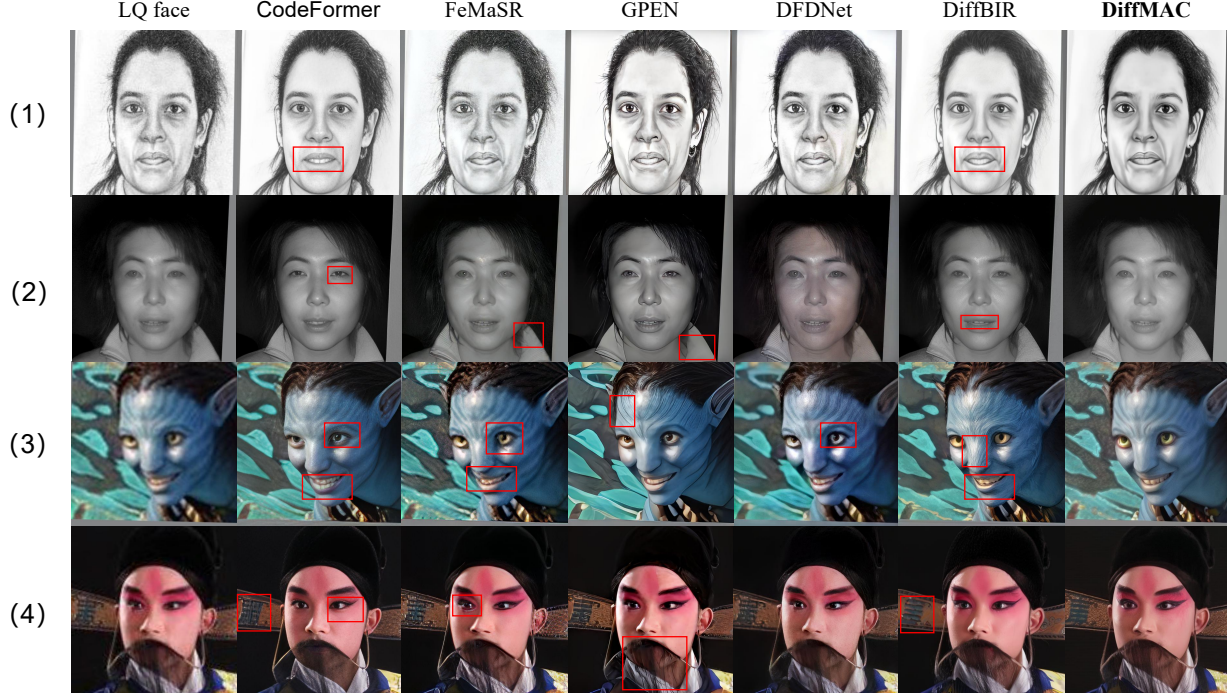 LQ face CodeFormer FeMaSR GPEN DFDNet DiffBIR DiffMAC
(1)
(2)
(3)
(4)